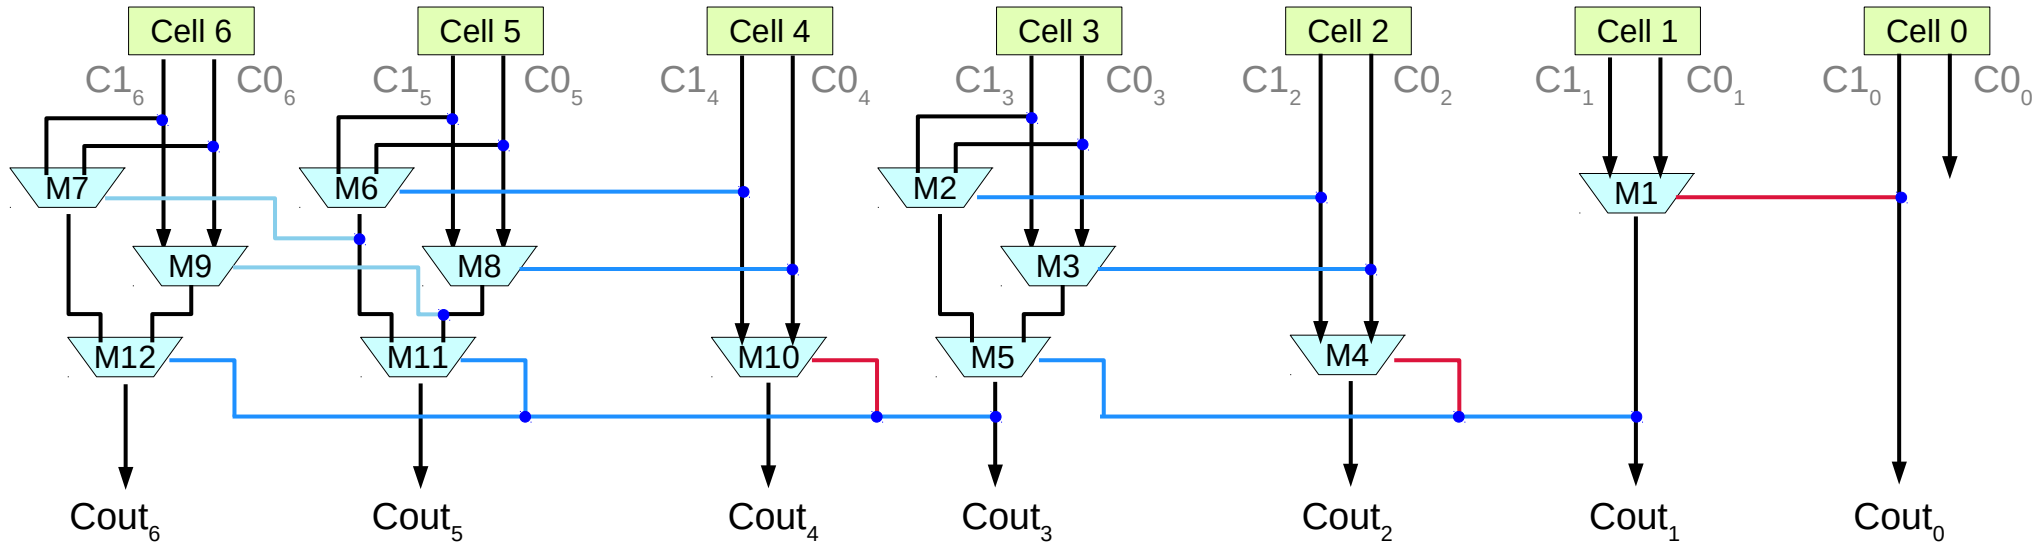 Cell 6 Cell 5 Cell 4 Cell 3 Cell 2 Cell 1 Cell 0
C1₆ C0₆ C1₅ C0₅ C1₄ C0₄ C1₃ C0₃ C1₂ C0₂ C1₁ C0₁ C1₀ C0₀
M7 M6 M2 M1
M9 M8 M3
M12 M11 M10 M5 M4
Cout₆ Cout₅ Cout₄ Cout₃ Cout₂ Cout₁ Cout₀